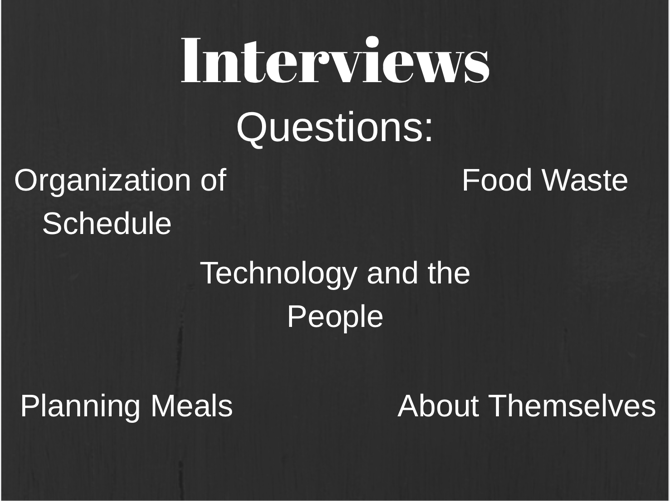 Interviews
Questions:
Organization of
Schedule
Food Waste
Technology and the
People
Planning Meals
About Themselves